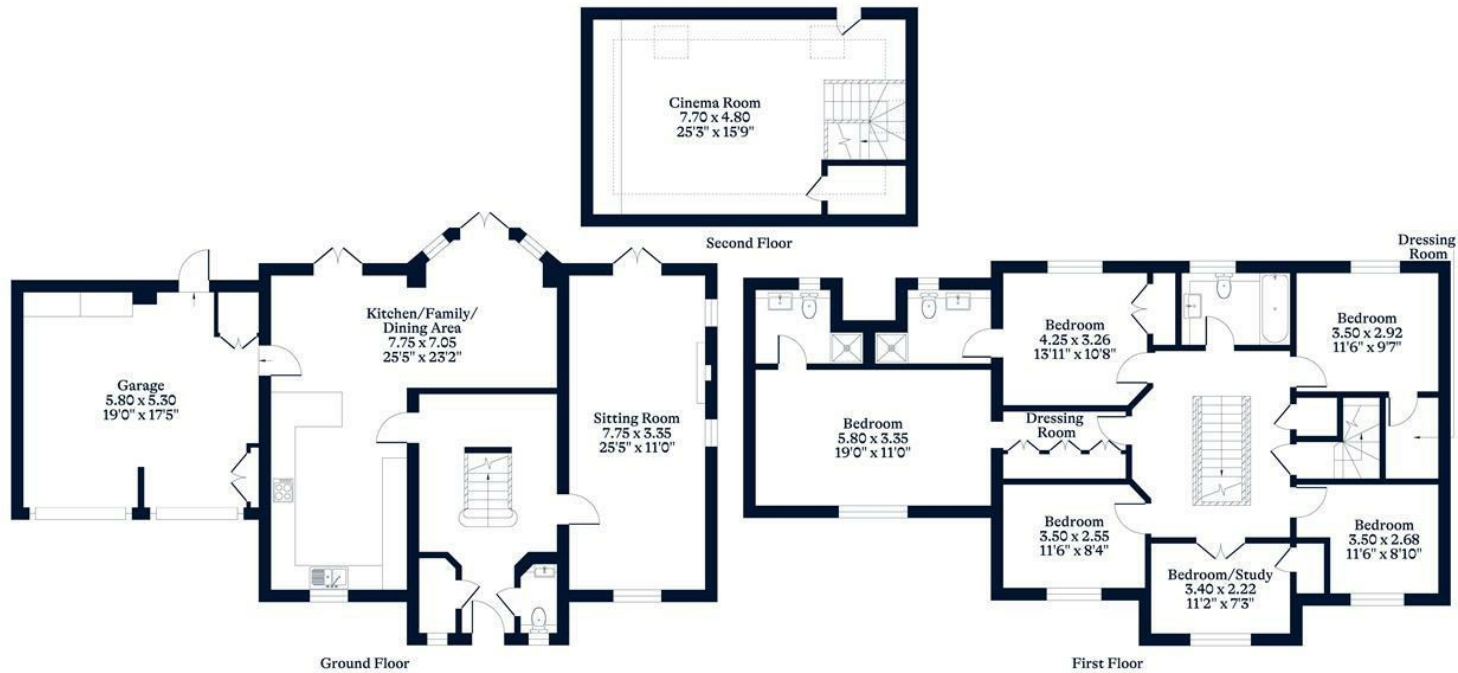 Cinema Room
7.70 x 4.80
25'3" x 15'9"
Second Floor
Kitchen/Family/
Dining Area
7.75 x 7.05
25'5" x 23'2"
Garage
5.80 x 5.30
19'0" x 17'5"
Sitting Room
7.75 x 3.35
25'5" x 11'0"
Ground Floor
Dressing
Room
Bedroom
4.25 x 3.26
13'11" x 10'8"
Bedroom
3.50 x 2.92
11'6" x 9'7"
Bedroom
5.80 x 3.35
19'0" x 11'0"
Dressing
Room
Bedroom
3.50 x 2.55
11'6" x 8'4"
Bedroom/Study
3.40 x 2.22
11'2" x 7'3"
Bedroom
3.50 x 2.68
11'6" x 8'10"
First Floor